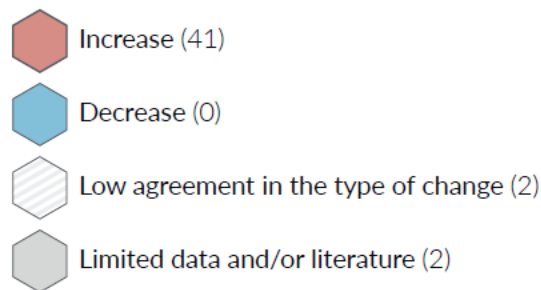 Increase (41)
Decrease (0)
Low agreement in the type of change (2)
Limited data and/or literature (2)